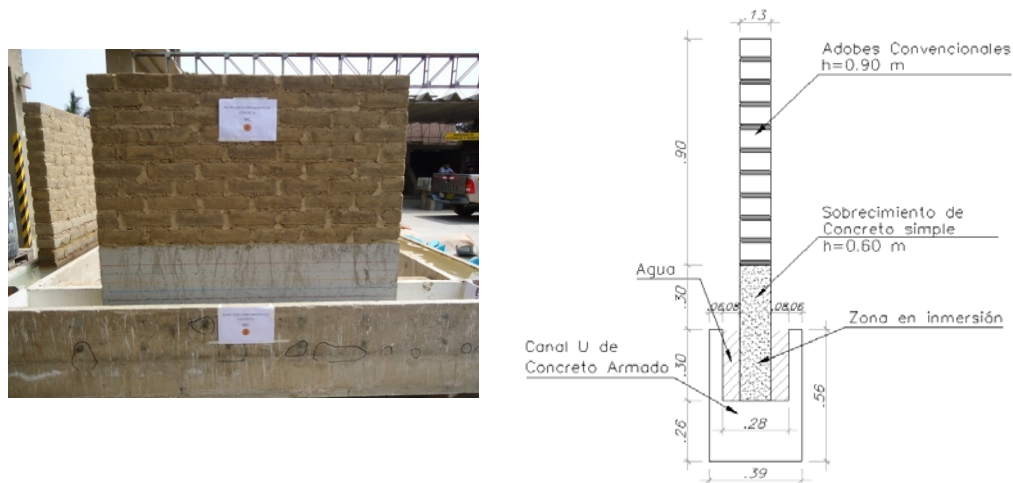 .13
Adobes Convencionales
h=0.90 m
.90
Sobrecimiento de
Concreto simple
h=0.60 m
Agua
.30
.06
.08
.08
.06
Zona en inmersión
Canal U de
Concreto Armado
.30
.56
.26
.28
.39